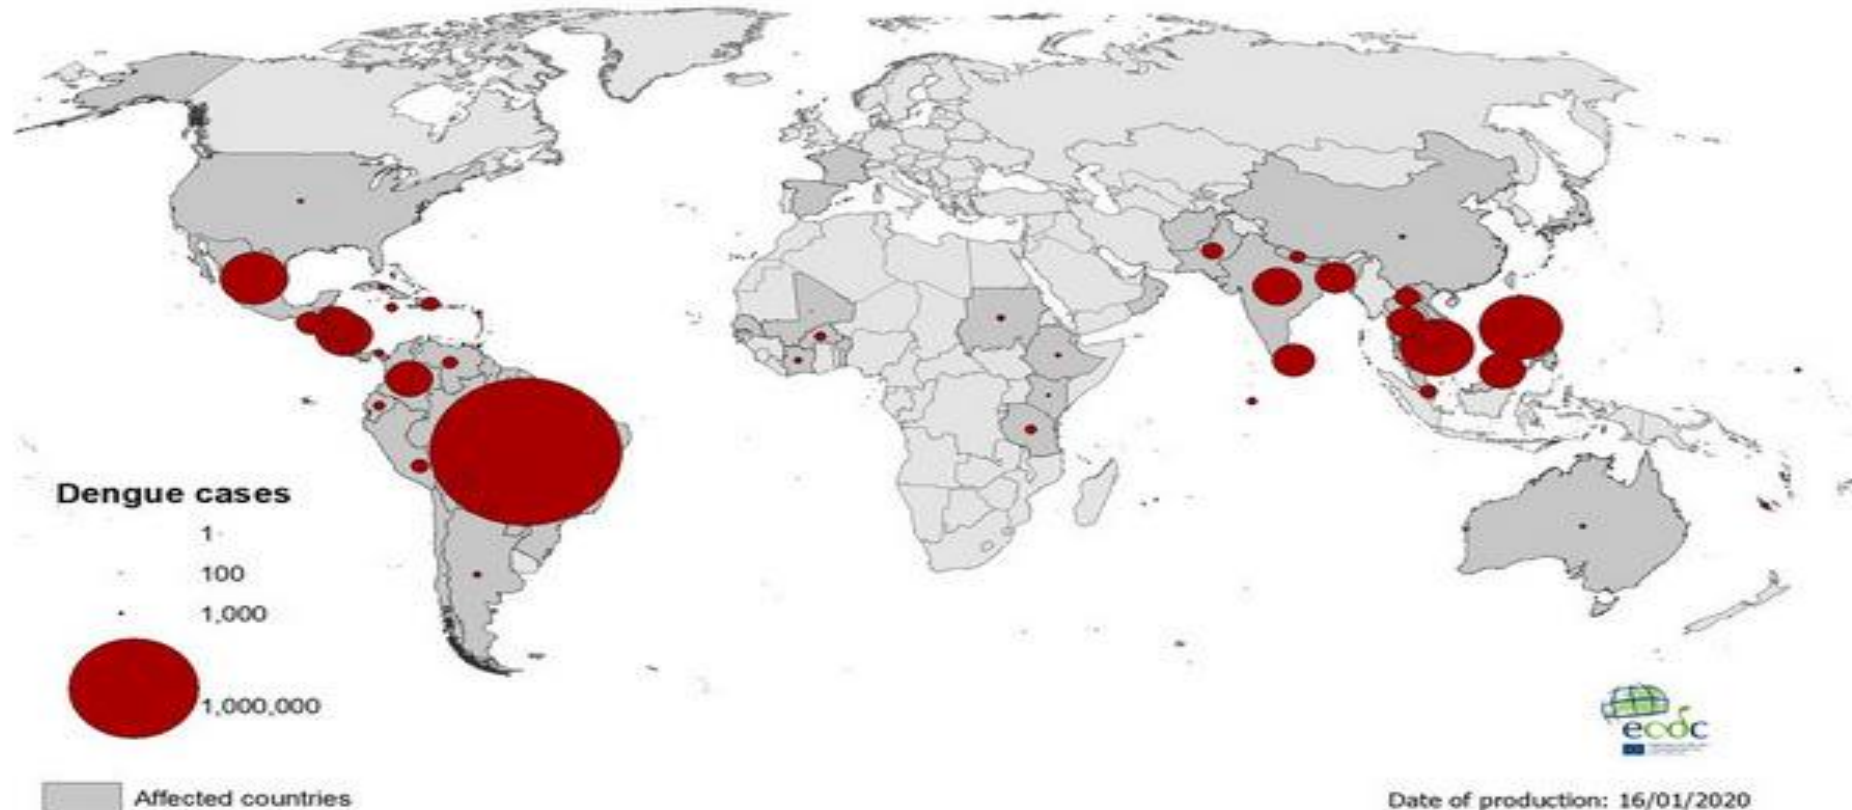 Dengue cases
1
100
1,000
1,000,000
Affected countries
ecdc
Date of production: 16/01/2020